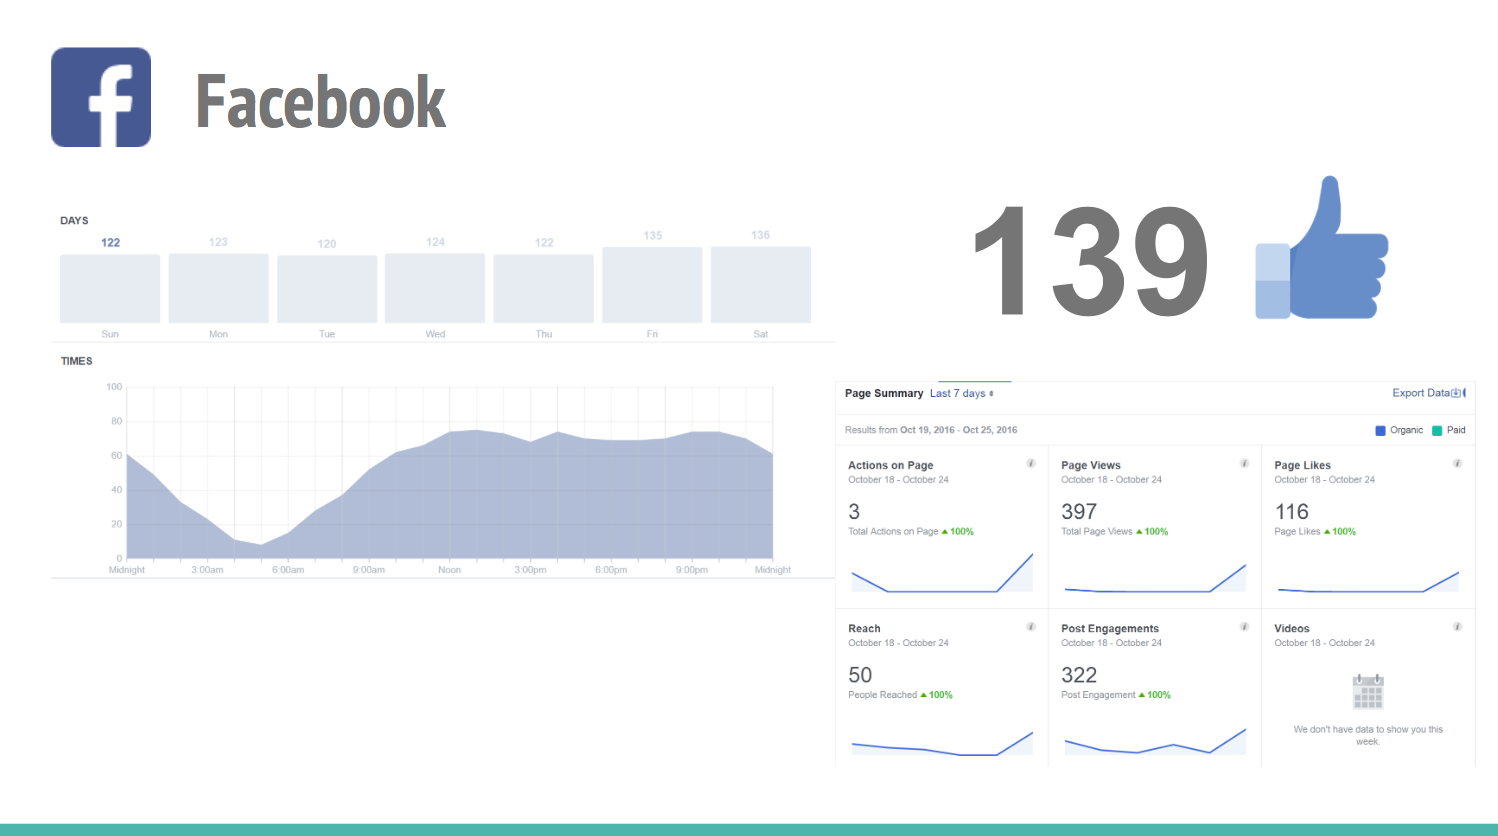 Facebook
DAYS
122 123 120 124 122 135 136
Sun Mon Tue Wed Thu Fri Sat
TIMES
100
80
60
40
20
0
Midnight 3:00am 6:00am 9:00am Noon 3:00pm 6:00pm 9:00pm Midnight
139
Page Summary Last 7 days
Export Data
Results from Oct 19, 2016 - Oct 25, 2016
Organic Paid
Actions on Page
October 18 - October 24
3
Total Actions on Page 100%
Page Views
October 18 - October 24
397
Total Page Views 100%
Page Likes
October 18 - October 24
116
Page Likes 100%
Reach
October 18 - October 24
50
People Reached 100%
Post Engagements
October 18 - October 24
322
Post Engagement 100%
Videos
October 18 - October 24
We don't have data to show you this
week.